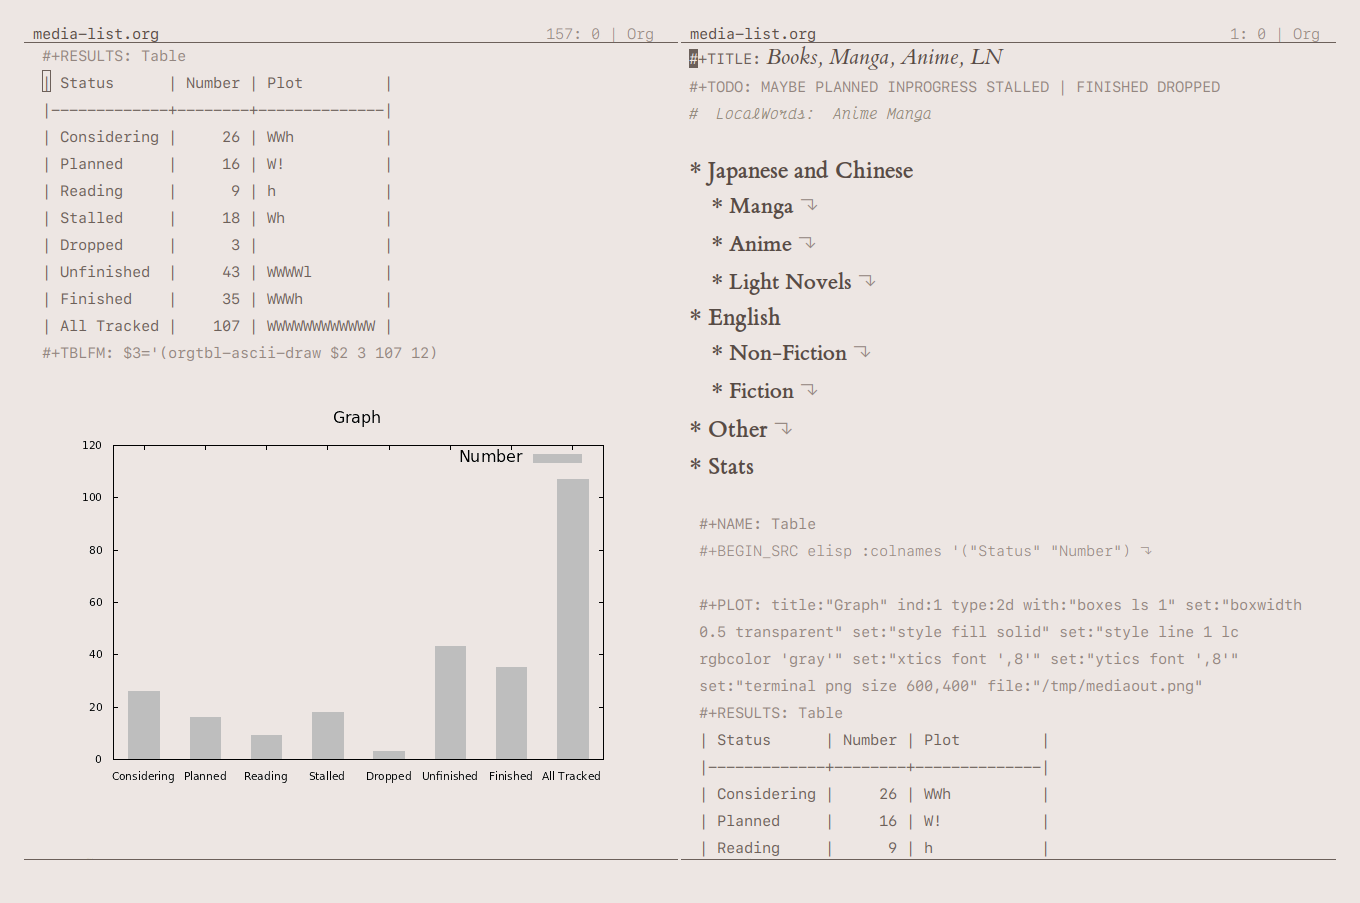 media-list.org 157: 0 | Org
#+RESULTS: Table
| Status | Number | Plot |
|-------------+--------+--------------|
| Considering | 26 | WWh |
| Planned | 16 | W! |
| Reading | 9 | h |
| Stalled | 18 | Wh |
| Dropped | 3 | |
| Unfinished | 43 | WWWWl |
| Finished | 35 | WWWh |
| All Tracked | 107 | WWWWWWWWWWWW |
#+TBLFM: $3='(orgtbl-ascii-draw $2 3 107 12)
Graph
Number
120
100
80
60
40
20
0
Considering Planned Reading Stalled Dropped Unfinished Finished All Tracked
media-list.org 1: 0 | Org
#+TITLE: Books, Manga, Anime, LN
#+TODO: MAYBE PLANNED INPROGRESS STALLED | FINISHED DROPPED
# LocalWords: Anime Manga
* Japanese and Chinese
* Manga ⤵
* Anime ⤵
* Light Novels ⤵
* English
* Non-Fiction ⤵
* Fiction ⤵
* Other ⤵
* Stats
#+NAME: Table
#+BEGIN_SRC elisp :colnames '("Status" "Number") ⤵
#+PLOT: title:"Graph" ind:1 type:2d with:"boxes ls 1" set:"boxwidth
0.5 transparent" set:"style fill solid" set:"style line 1 lc
rgbcolor 'gray'" set:"xtics font ',8'" set:"ytics font ',8'"
set:"terminal png size 600,400" file:"/tmp/mediaout.png"
#+RESULTS: Table
| Status | Number | Plot |
|-------------+--------+--------------|
| Considering | 26 | WWh |
| Planned | 16 | W! |
| Reading | 9 | h |